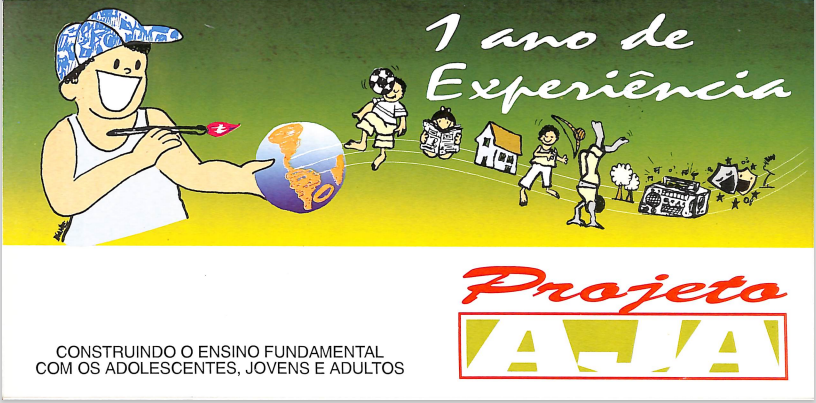 1 ano de
Experiência
Projeto
AJA
CONSTRUINDO O ENSINO FUNDAMENTAL
COM OS ADOLESCENTES, JOVENS E ADULTOS